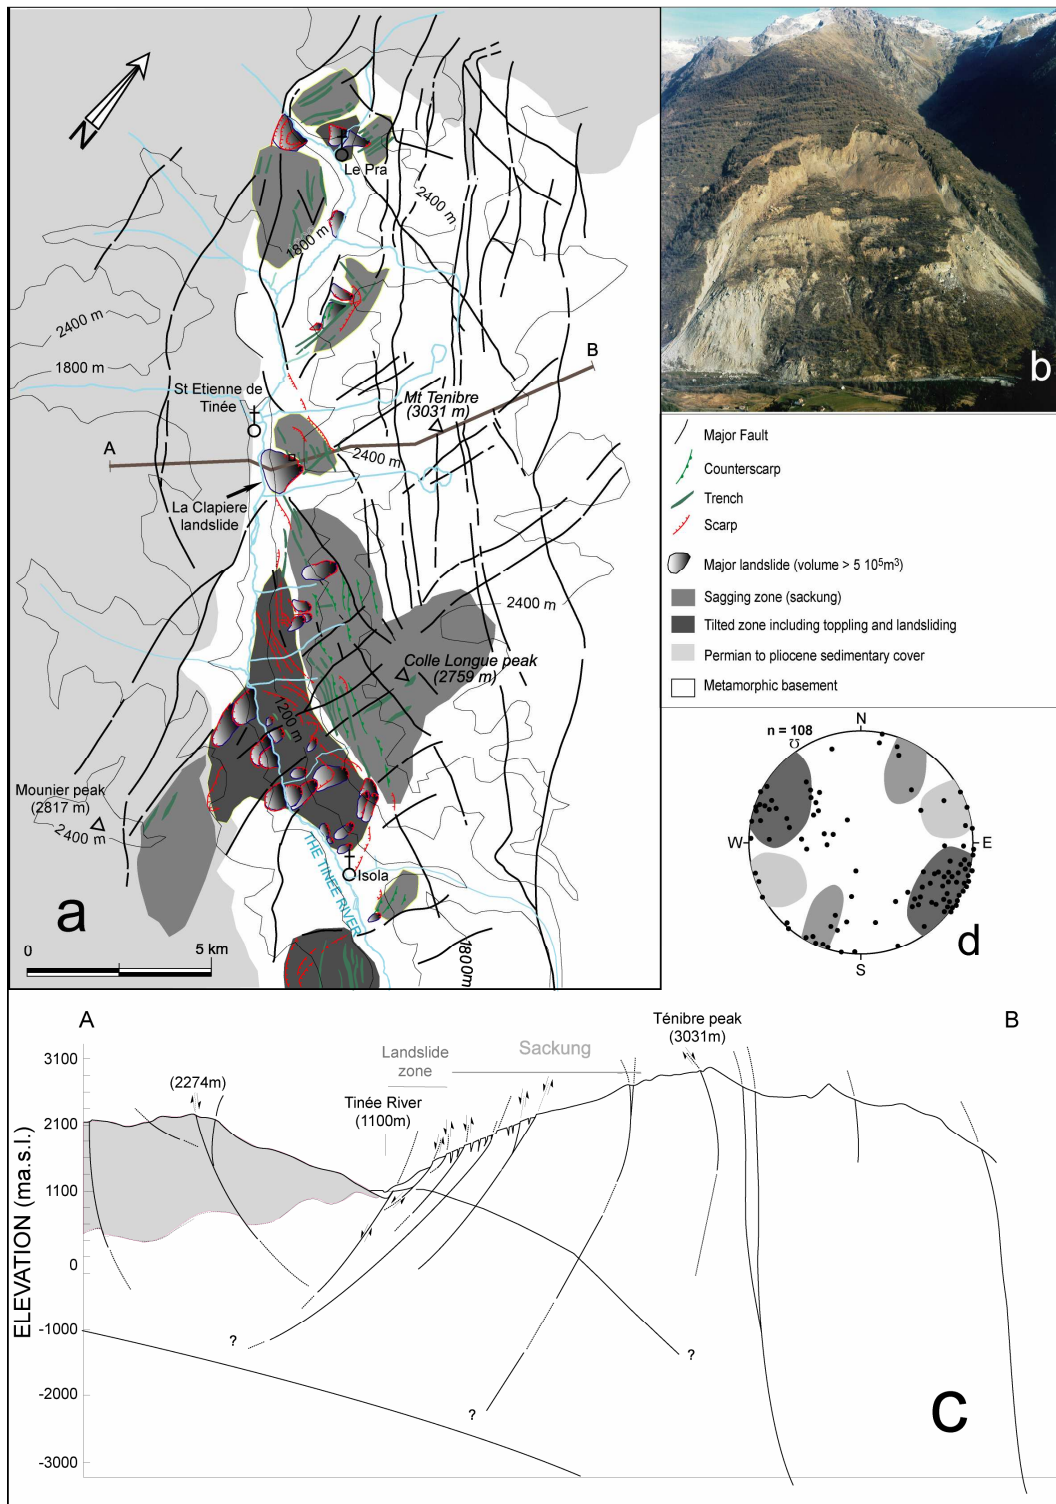 N
Le Pra
2400 m
1800 m
2400 m
1800 m
St Etienne de
Tinée
B
Mt Tenibre
(3031 m)
A
2400 m
La Clapiere
landslide
2400 m
Colle Longue peak
(2759 m)
1200 m
Mounier peak
(2817 m)
2400 m
THE TINEE RIVER
Isola
a
1800m
0
5 km
b
Major Fault
Counterscarp
Trench
Scarp
Major landslide (volume > 5 10⁵m³)
Sagging zone (sackung)
Tilted zone including toppling and landsliding
Permian to pliocene sedimentary cover
Metamorphic basement
n = 108
N
W
E
S
d
A
B
Ténibre peak
(3031m)
Sackung
Landslide
zone
(2274m)
Tinée River
(1100m)
ELEVATION (ma.s.l.)
3100
2100
1100
0
-1000
-2000
-3000
?
?
?
c